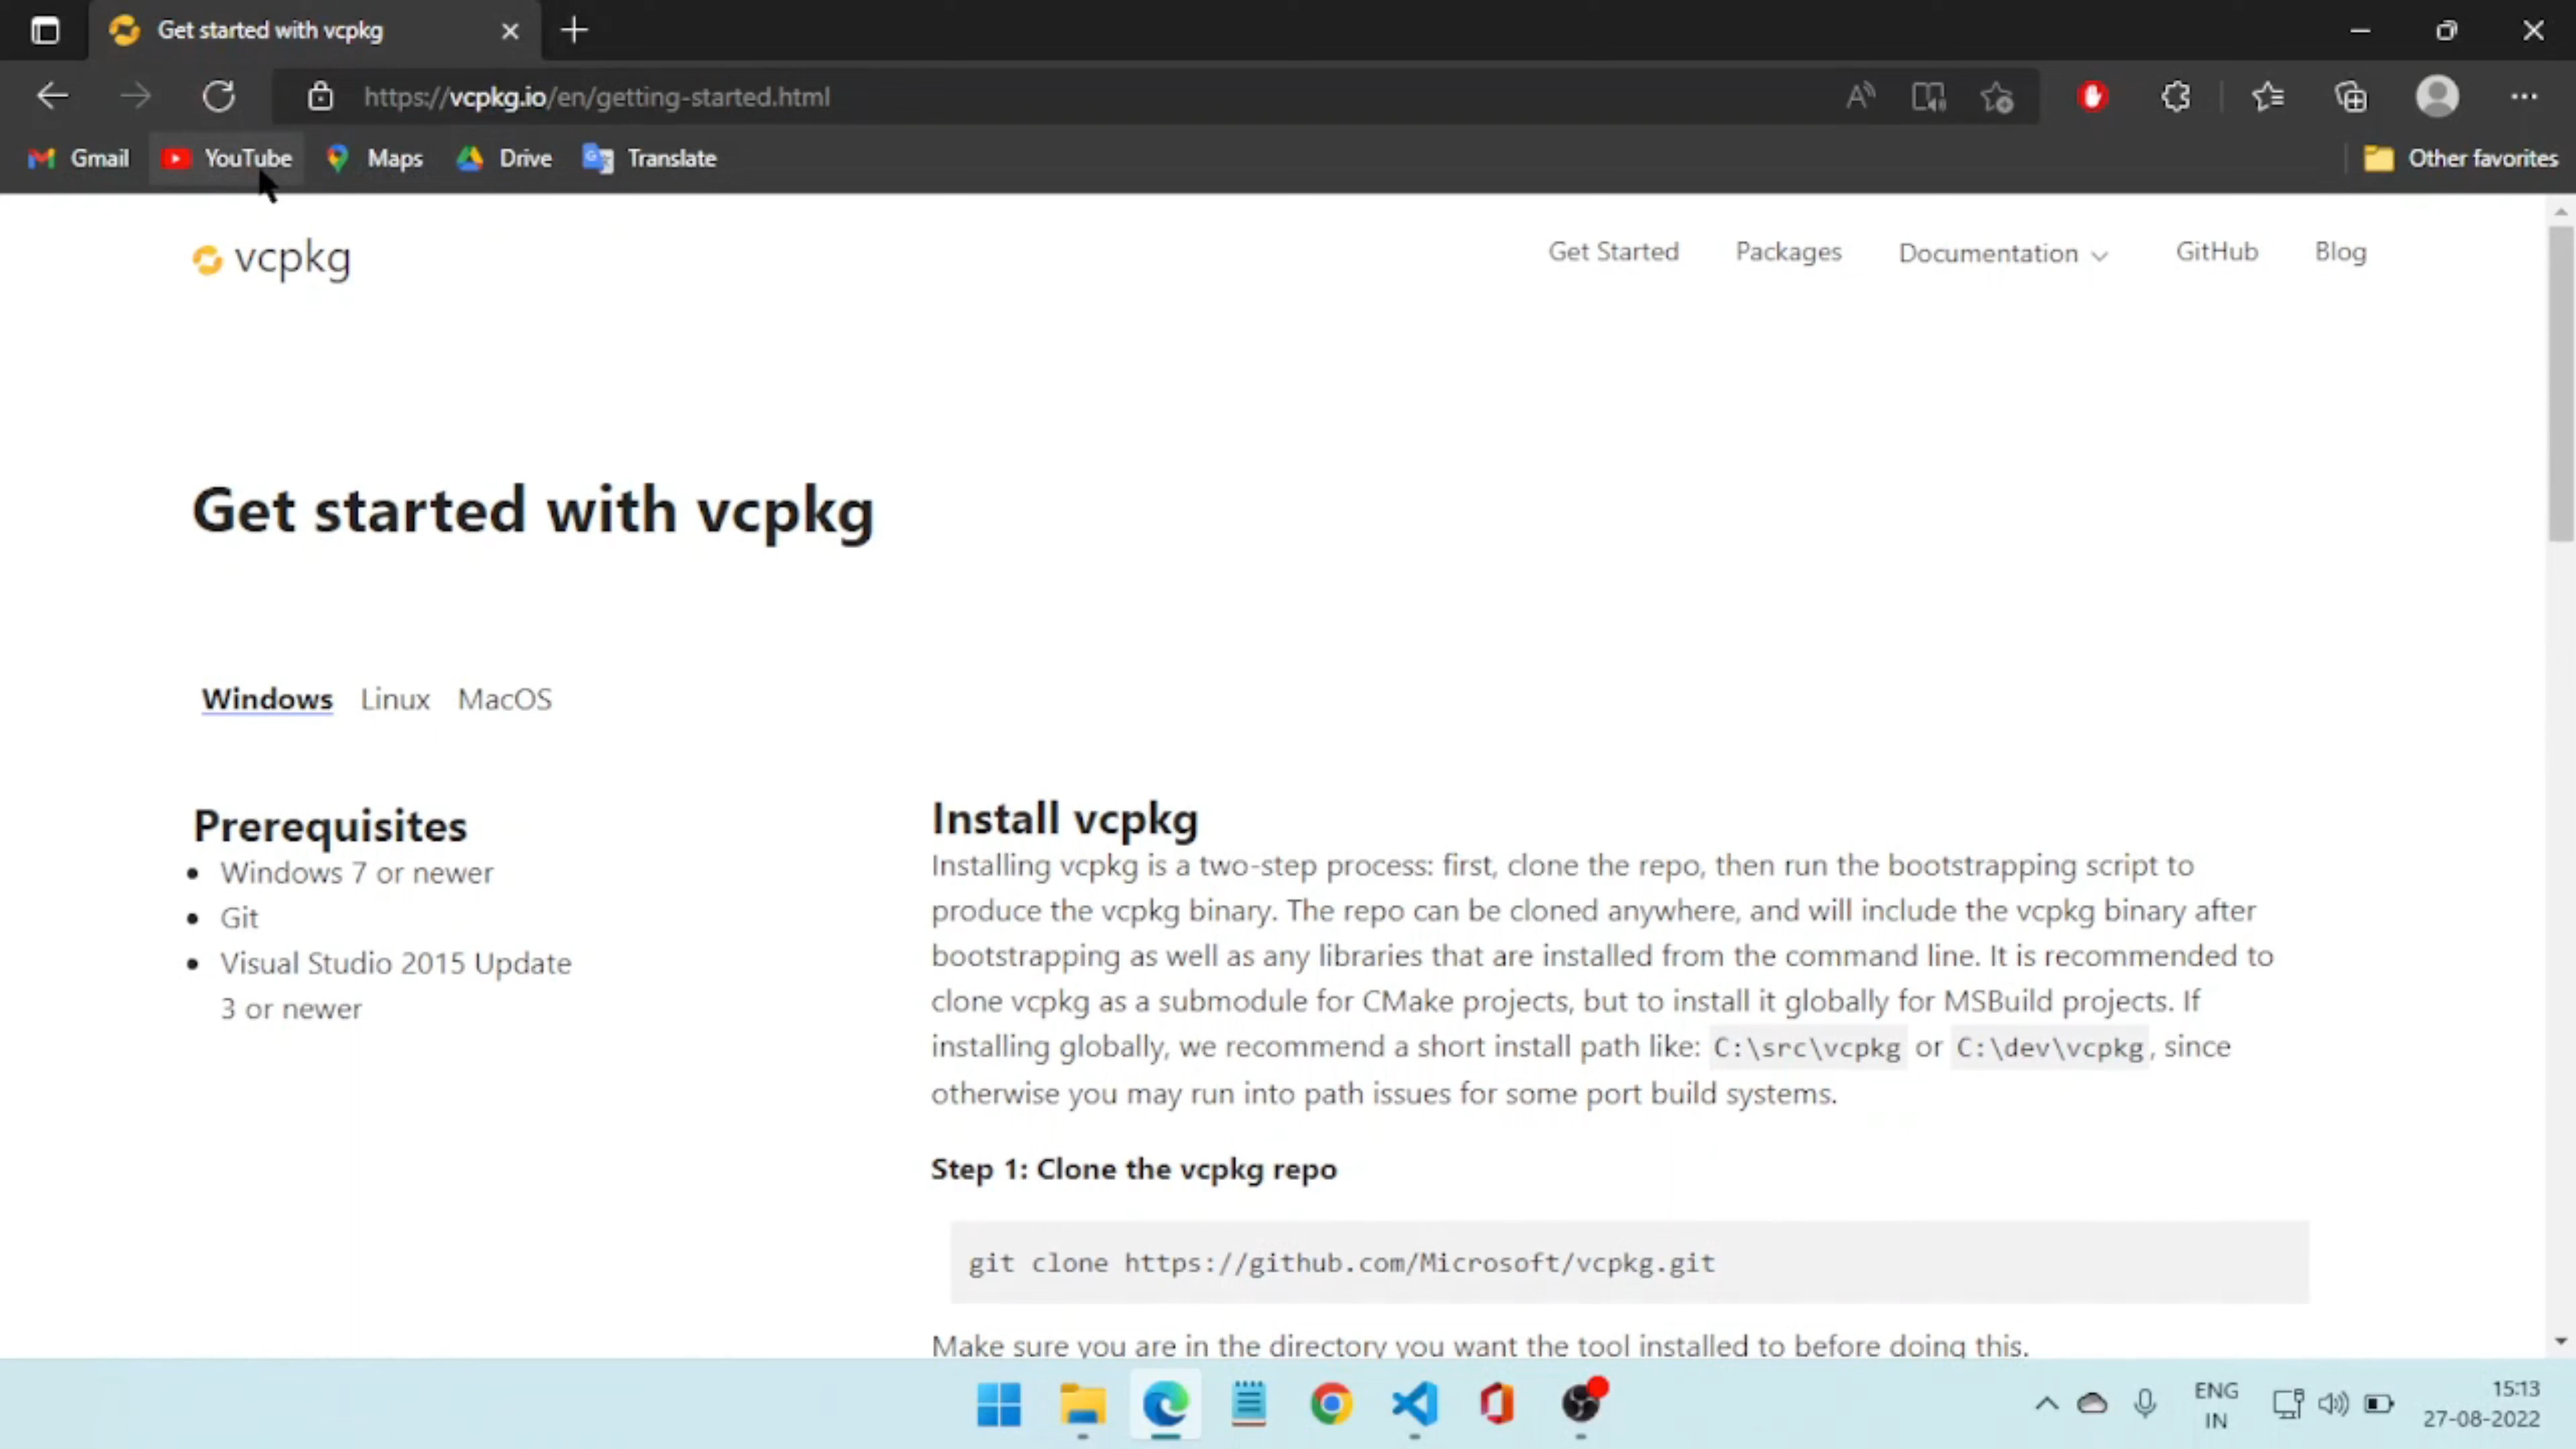 Get started with vcpkg
https://vcpkg.io/en/getting-started.html
Gmail YouTube Maps Drive Translate Other favorites
vcpkg Get Started Packages Documentation GitHub Blog
Get started with vcpkg
Windows Linux MacOS
Prerequisites
Windows 7 or newer
Git
Visual Studio 2015 Update
3 or newer
Install vcpkg
Installing vcpkg is a two-step process: first, clone the repo, then run the bootstrapping script to
produce the vcpkg binary. The repo can be cloned anywhere, and will include the vcpkg binary after
bootstrapping as well as any libraries that are installed from the command line. It is recommended to
clone vcpkg as a submodule for CMake projects, but to install it globally for MSBuild projects. If
installing globally, we recommend a short install path like: C:\src\vcpkg or C:\dev\vcpkg, since
otherwise you may run into path issues for some port build systems.
Step 1: Clone the vcpkg repo
git clone https://github.com/Microsoft/vcpkg.git
Make sure you are in the directory you want the tool installed to before doing this.
ENG
IN
15:13
27-08-2022